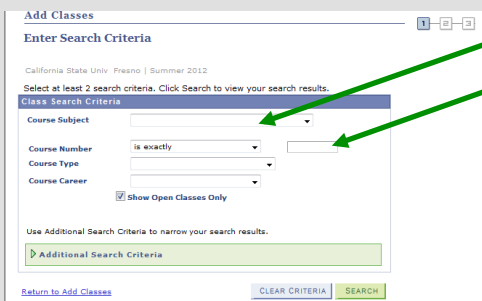 Add Classes
1 2 3
Enter Search Criteria
California State Univ Fresno | Summer 2012
Select at least 2 search criteria. Click Search to view your search results.
Class Search Criteria
Course Subject
Course Number is exactly
Course Type
Course Career
Show Open Classes Only
Use Additional Search Criteria to narrow your search results.
Additional Search Criteria
Return to Add Classes CLEAR CRITERIA SEARCH